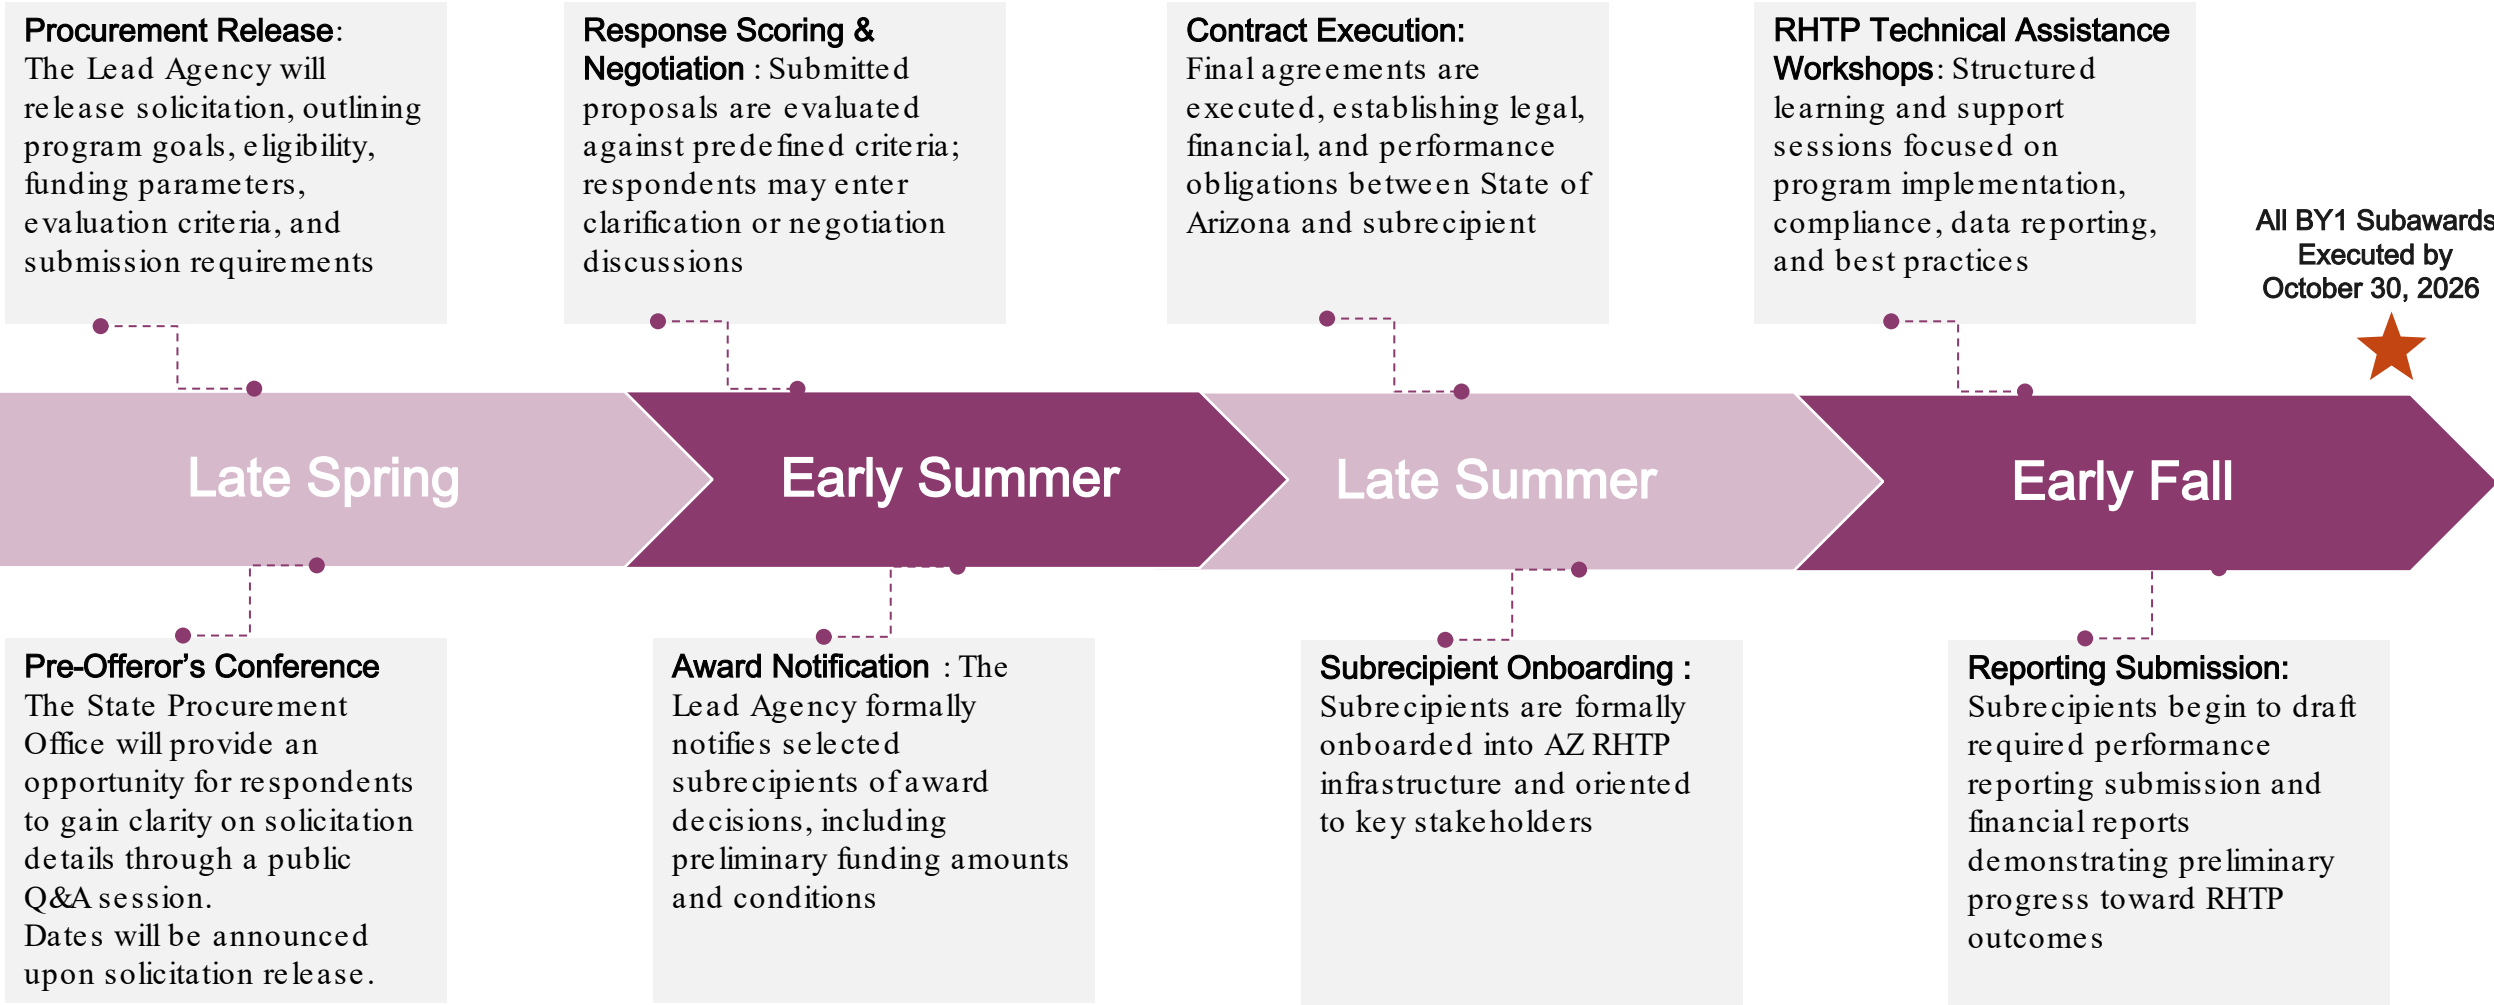 Procurement Release:
The Lead Agency will
release solicitation, outlining
program goals, eligibility,
funding parameters,
evaluation criteria, and
submission requirements
Response Scoring &
Negotiation : Submitted
proposals are evaluated
against predefined criteria;
respondents may enter
clarification or negotiation
discussions
Contract Execution:
Final agreements are
executed, establishing legal,
financial, and performance
obligations between State of
Arizona and subrecipient
RHTP Technical Assistance
Workshops: Structured
learning and support
sessions focused on
program implementation,
compliance, data reporting,
and best practices
All BY1 Subawards
Executed by
October 30, 2026
Late Spring
Early Summer
Late Summer
Early Fall
Pre-Offeror’s Conference
The State Procurement
Office will provide an
opportunity for respondents
to gain clarity on solicitation
details through a public
Q&A session.
Dates will be announced
upon solicitation release.
Award Notification : The
Lead Agency formally
notifies selected
subrecipients of award
decisions, including
preliminary funding amounts
and conditions
Subrecipient Onboarding :
Subrecipients are formally
onboarded into AZ RHTP
infrastructure and oriented
to key stakeholders
Reporting Submission:
Subrecipients begin to draft
required performance
reporting submission and
financial reports
demonstrating preliminary
progress toward RHTP
outcomes